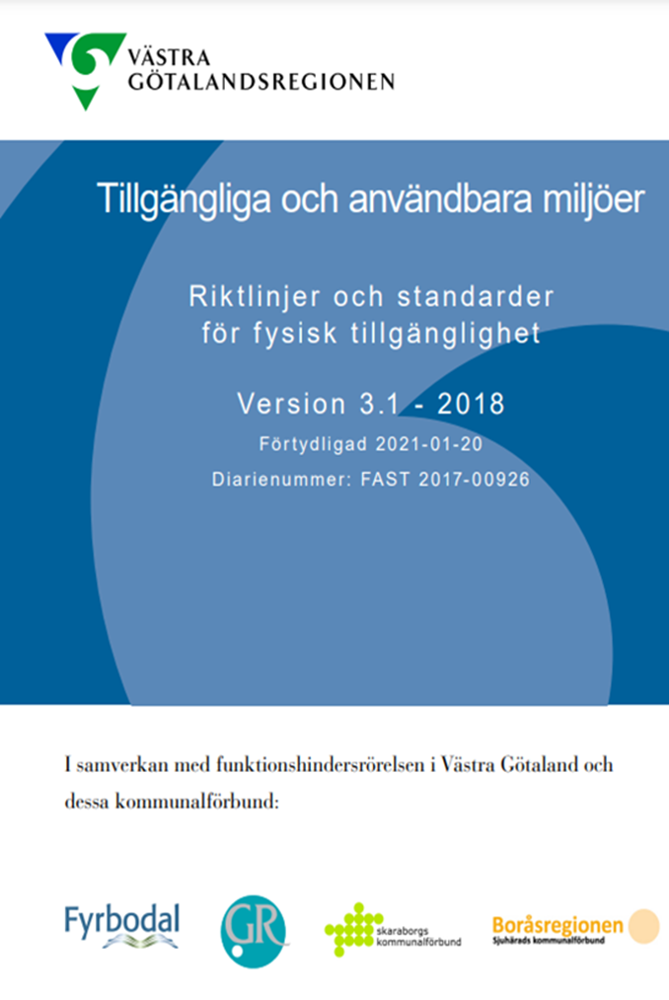 VÄSTRA
GÖTALANDSREGIONEN
Tillgängliga och användbara miljöer
Riktlinjer och standarder
för fysisk tillgänglighet
Version 3.1 - 2018
Förtydligad 2021-01-20
Diarienummer: FAST 2017-00926
I samverkan med funktionshindersrörelsen i Västra Götaland och
dessa kommunalförbund:
Fyrbodal
GR
skaraborgs
kommunalförbund
Boråsregionen
Sjuhärads kommunalförbund